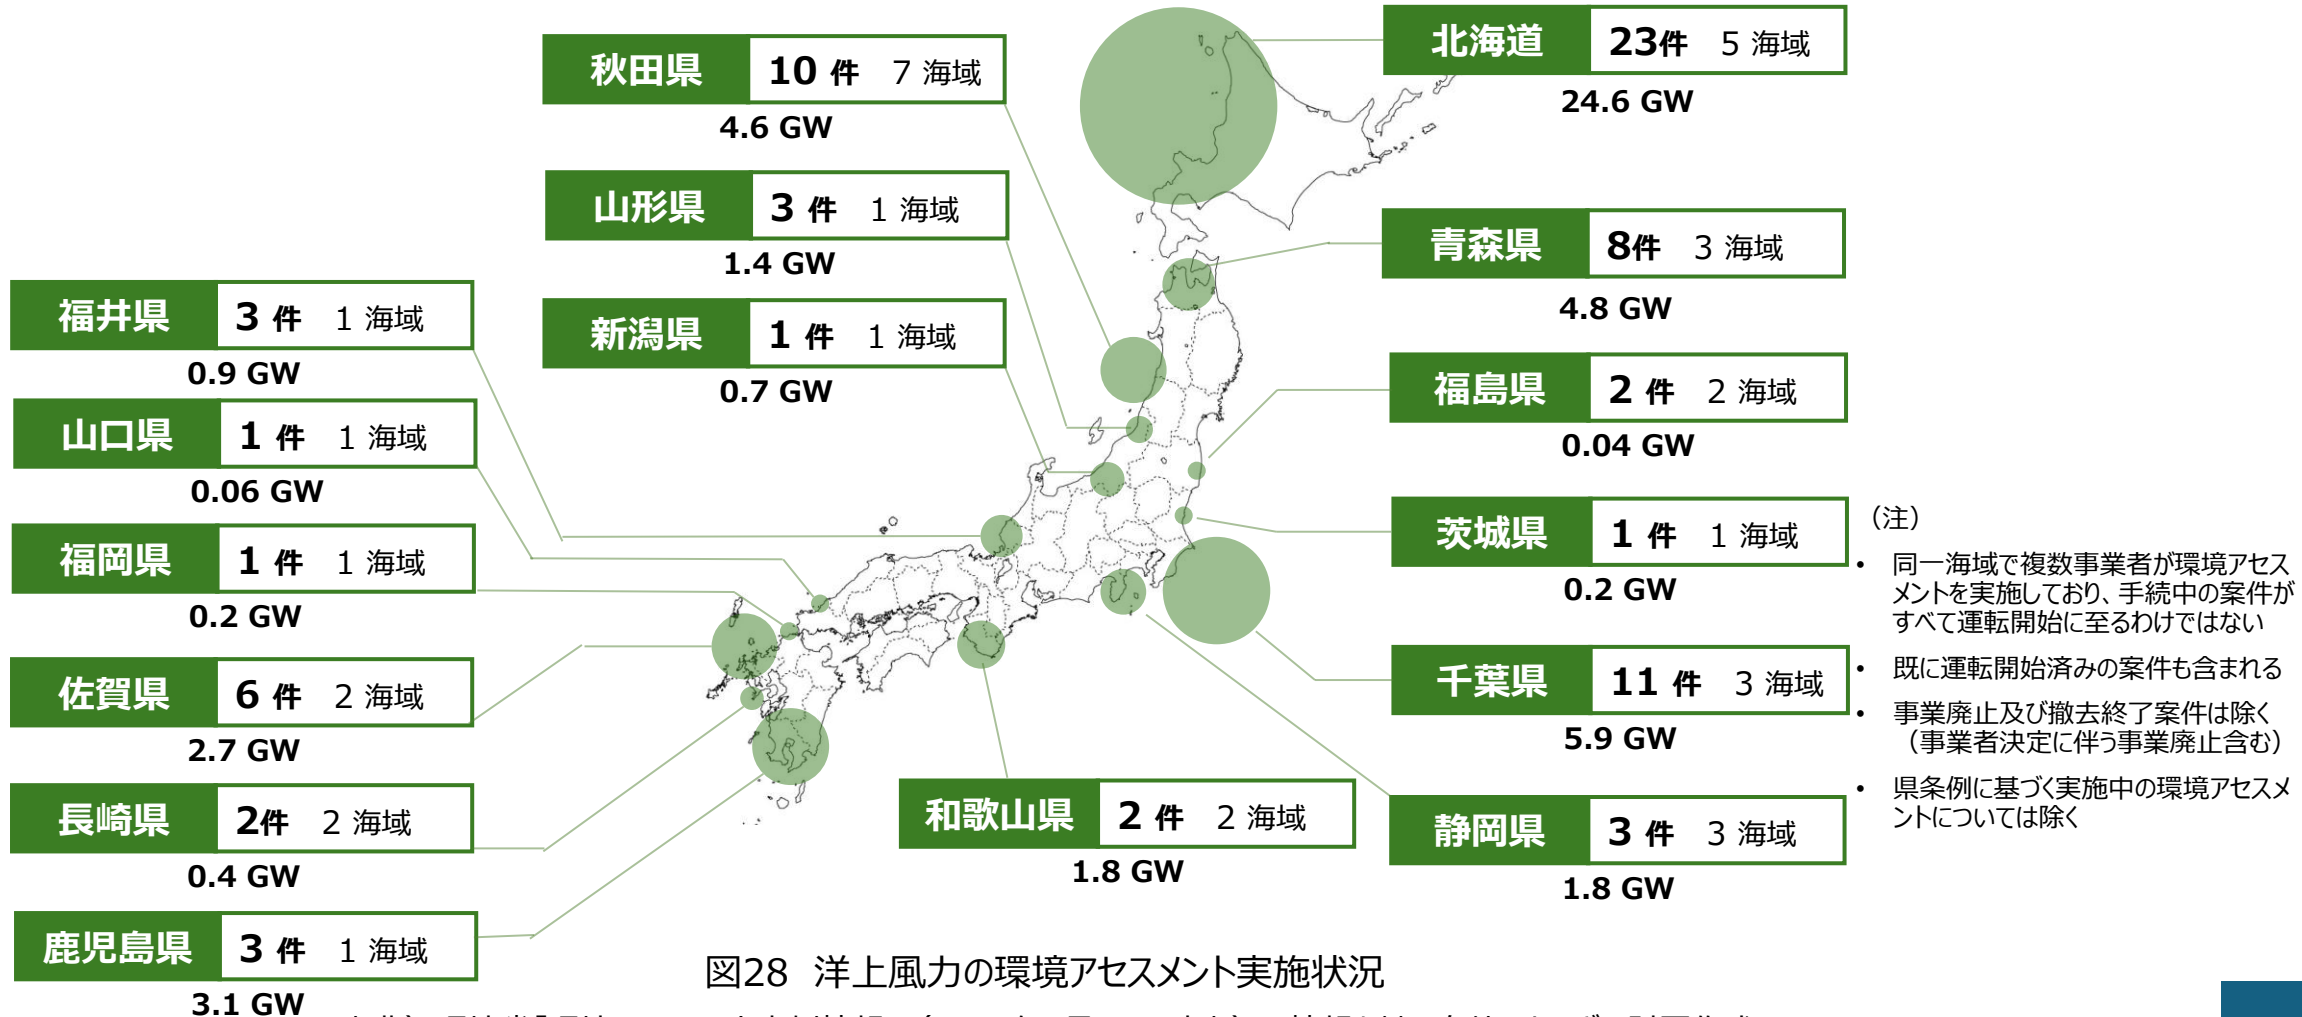 北海道 23件 5 海域
24.6 GW
秋田県 10 件 7 海域
4.6 GW
山形県 3 件 1 海域
1.4 GW
青森県 8件 3 海域
4.8 GW
福井県 3 件 1 海域
0.9 GW
新潟県 1 件 1 海域
0.7 GW
福島県 2 件 2 海域
0.04 GW
山口県 1 件 1 海域
0.06 GW
茨城県 1 件 1 海域
0.2 GW
福岡県 1 件 1 海域
0.2 GW
千葉県 11 件 3 海域
5.9 GW
佐賀県 6 件 2 海域
2.7 GW
長崎県 2件 2 海域
0.4 GW
和歌山県 2 件 2 海域
1.8 GW
静岡県 3 件 3 海域
1.8 GW
鹿児島県 3 件 1 海域
3.1 GW
（注）
• 同一海域で複数事業者が環境アセス
メントを実施しており、手続中の案件が
すべて運転開始に至るわけではない
• 既に運転開始済みの案件も含まれる
• 事業廃止及び撤去終了案件は除く
（事業者決定に伴う事業廃止含む）
• 県条例に基づく実施中の環境アセスメ
ントについては除く
図28 洋上風力の環境アセスメント実施状況